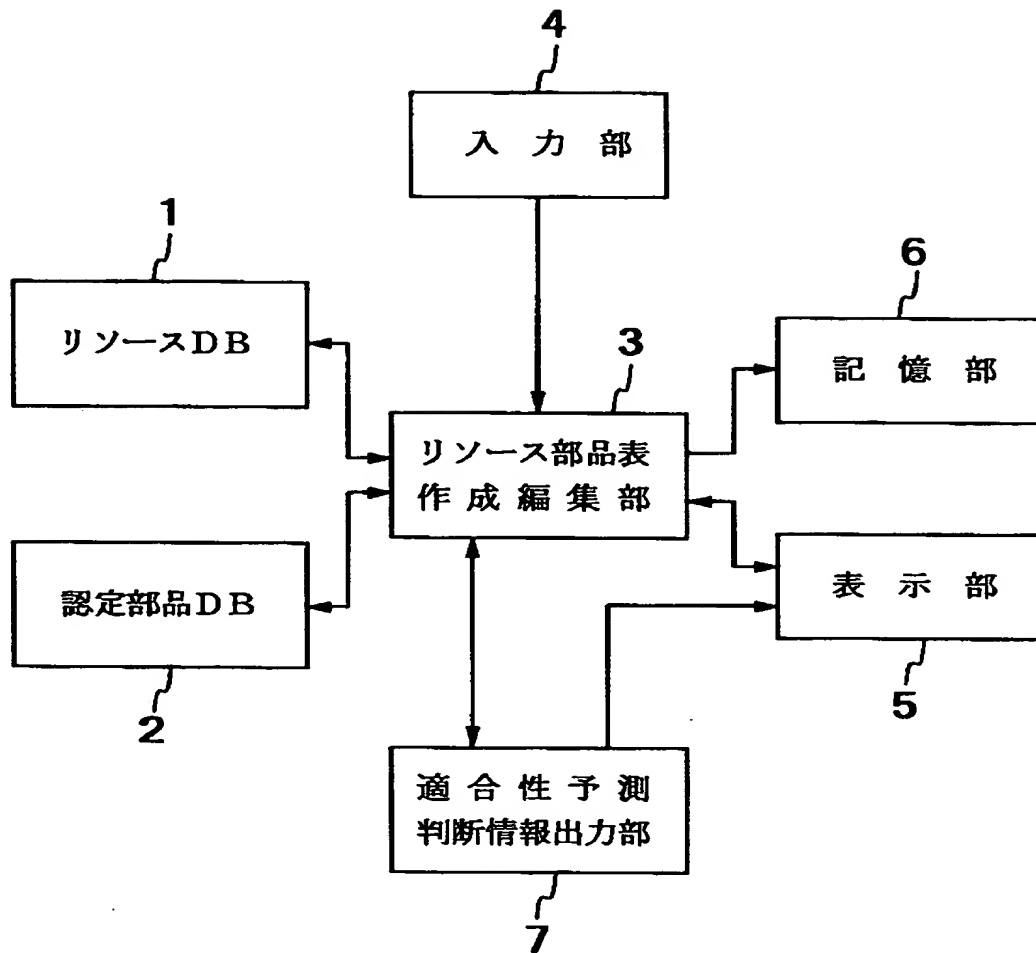 4
入力部
1
リソースDB
6
記憶部
3
リソース部品表
作成編集部
認定部品DB
2
表示部
5
適合性予測
判断情報出力部
7